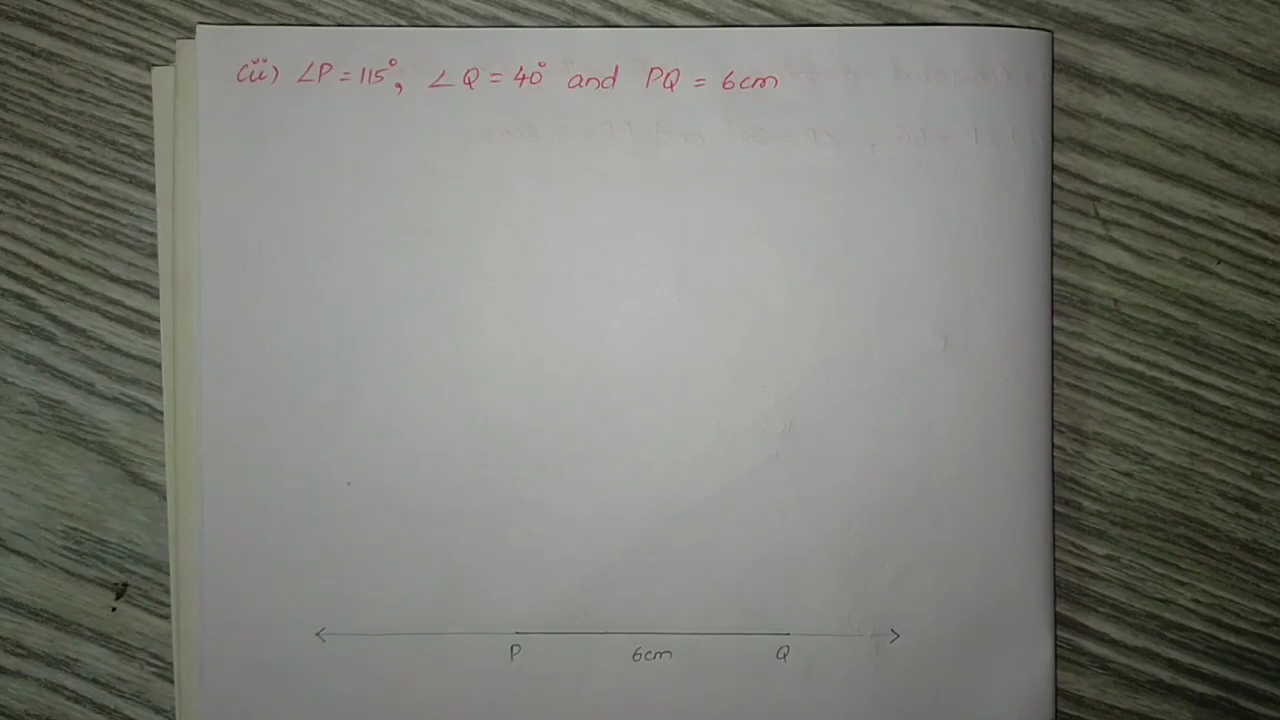 (ii) ∠P = 115°, ∠Q = 40° and PQ = 6cm
P 6cm Q